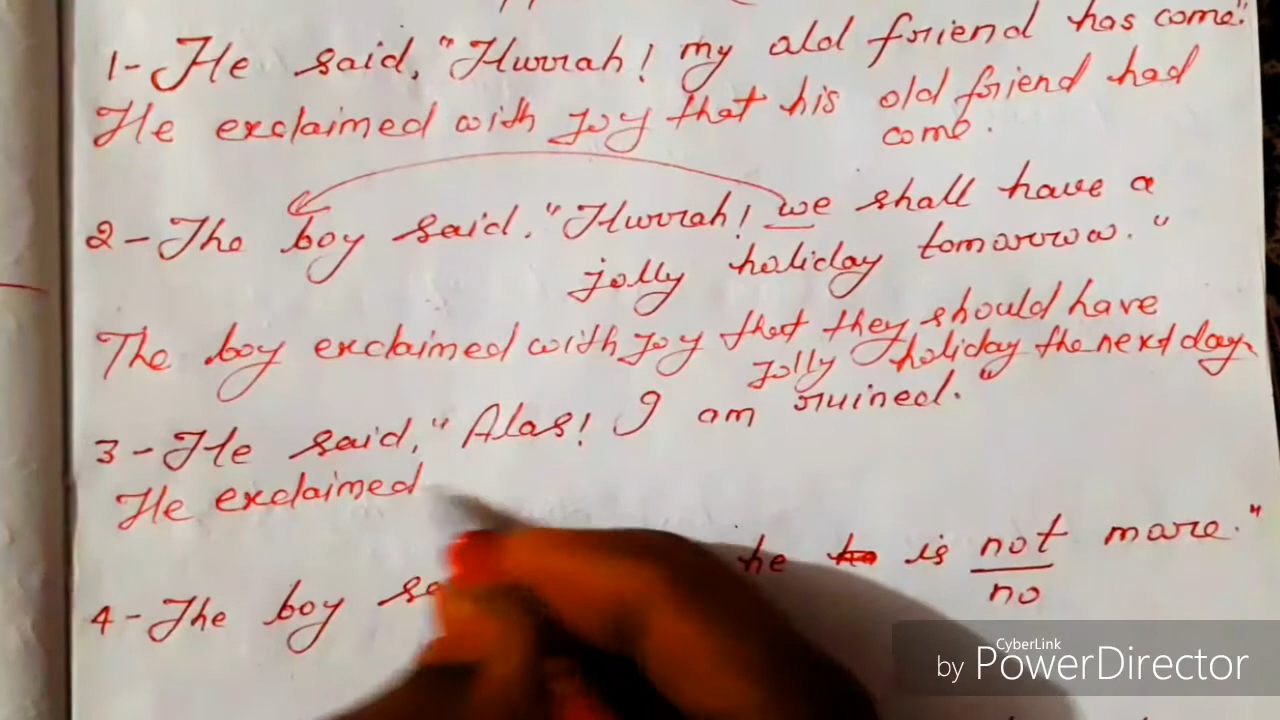 1- He said, "Hurrah! my old friend has come."
He exclaimed with joy that his old friend had
come.
2- The boy said, "Hurrah! we shall have a
jolly holiday tomorrow."
The boy exclaimed with joy that they should have
jolly holiday the next day.
3- He said, "Alas! I am ruined."
He exclaimed
4- The boy he is not more."
no
CyberLink
by PowerDirector